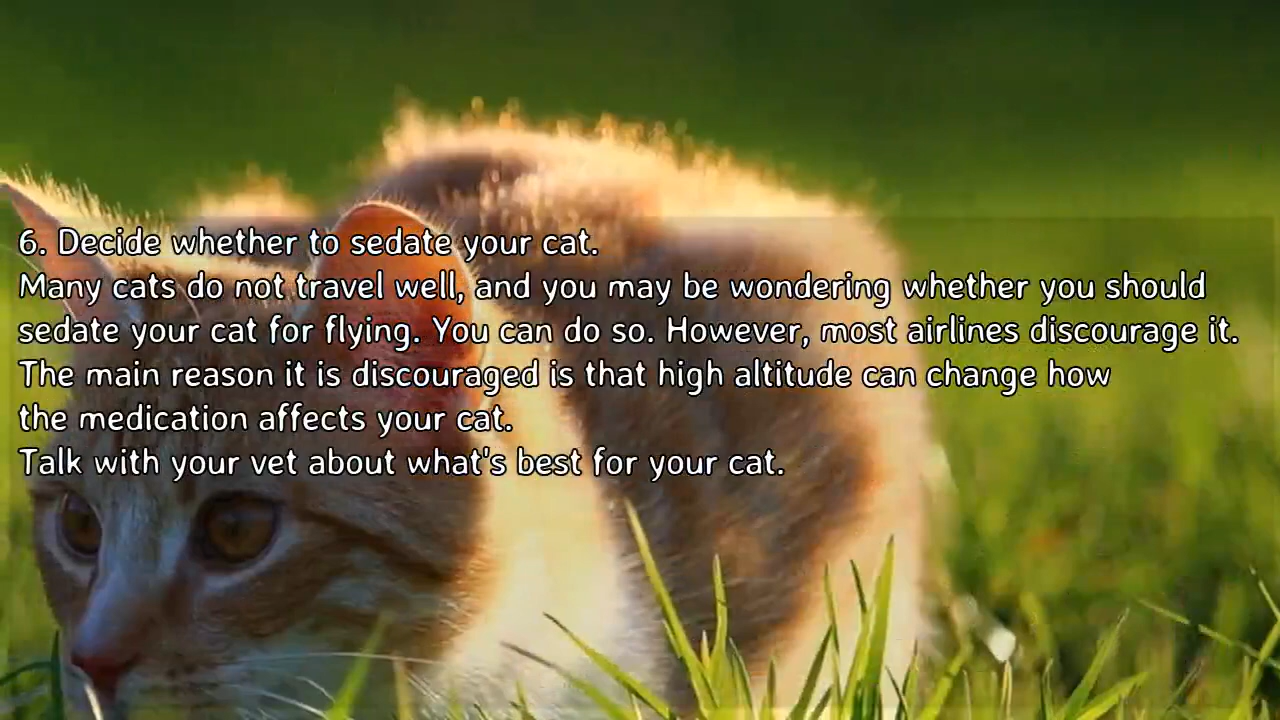 6. Decide whether to sedate your cat.
Many cats do not travel well, and you may be wondering whether you should
sedate your cat for flying. You can do so. However, most airlines discourage it.
The main reason it is discouraged is that high altitude can change how
the medication affects your cat.
Talk with your vet about what's best for your cat.